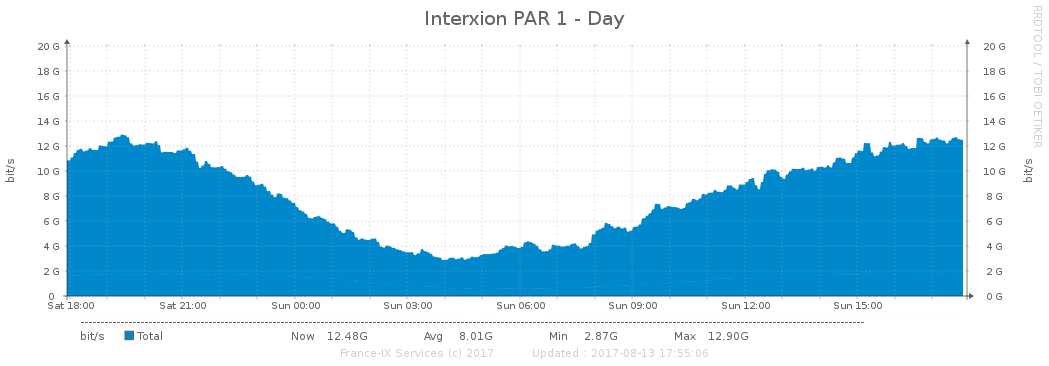 Interxion PAR 1 - Day
RRDTOOL / TOBI OETIKER
bit/s
bit/s
20 G 20 G
18 G 18 G
16 G 16 G
14 G 14 G
12 G 12 G
10 G 10 G
8 G 8 G
6 G 6 G
4 G 4 G
2 G 2 G
0 0 G
Sat 18:00 Sat 21:00 Sun 00:00 Sun 03:00 Sun 06:00 Sun 09:00 Sun 12:00 Sun 15:00
bit/s Total Now 12.48G Avg 8.01G Min 2.87G Max 12.90G
France-IX Services (c) 2017 Updated : 2017-08-13 17:55:06